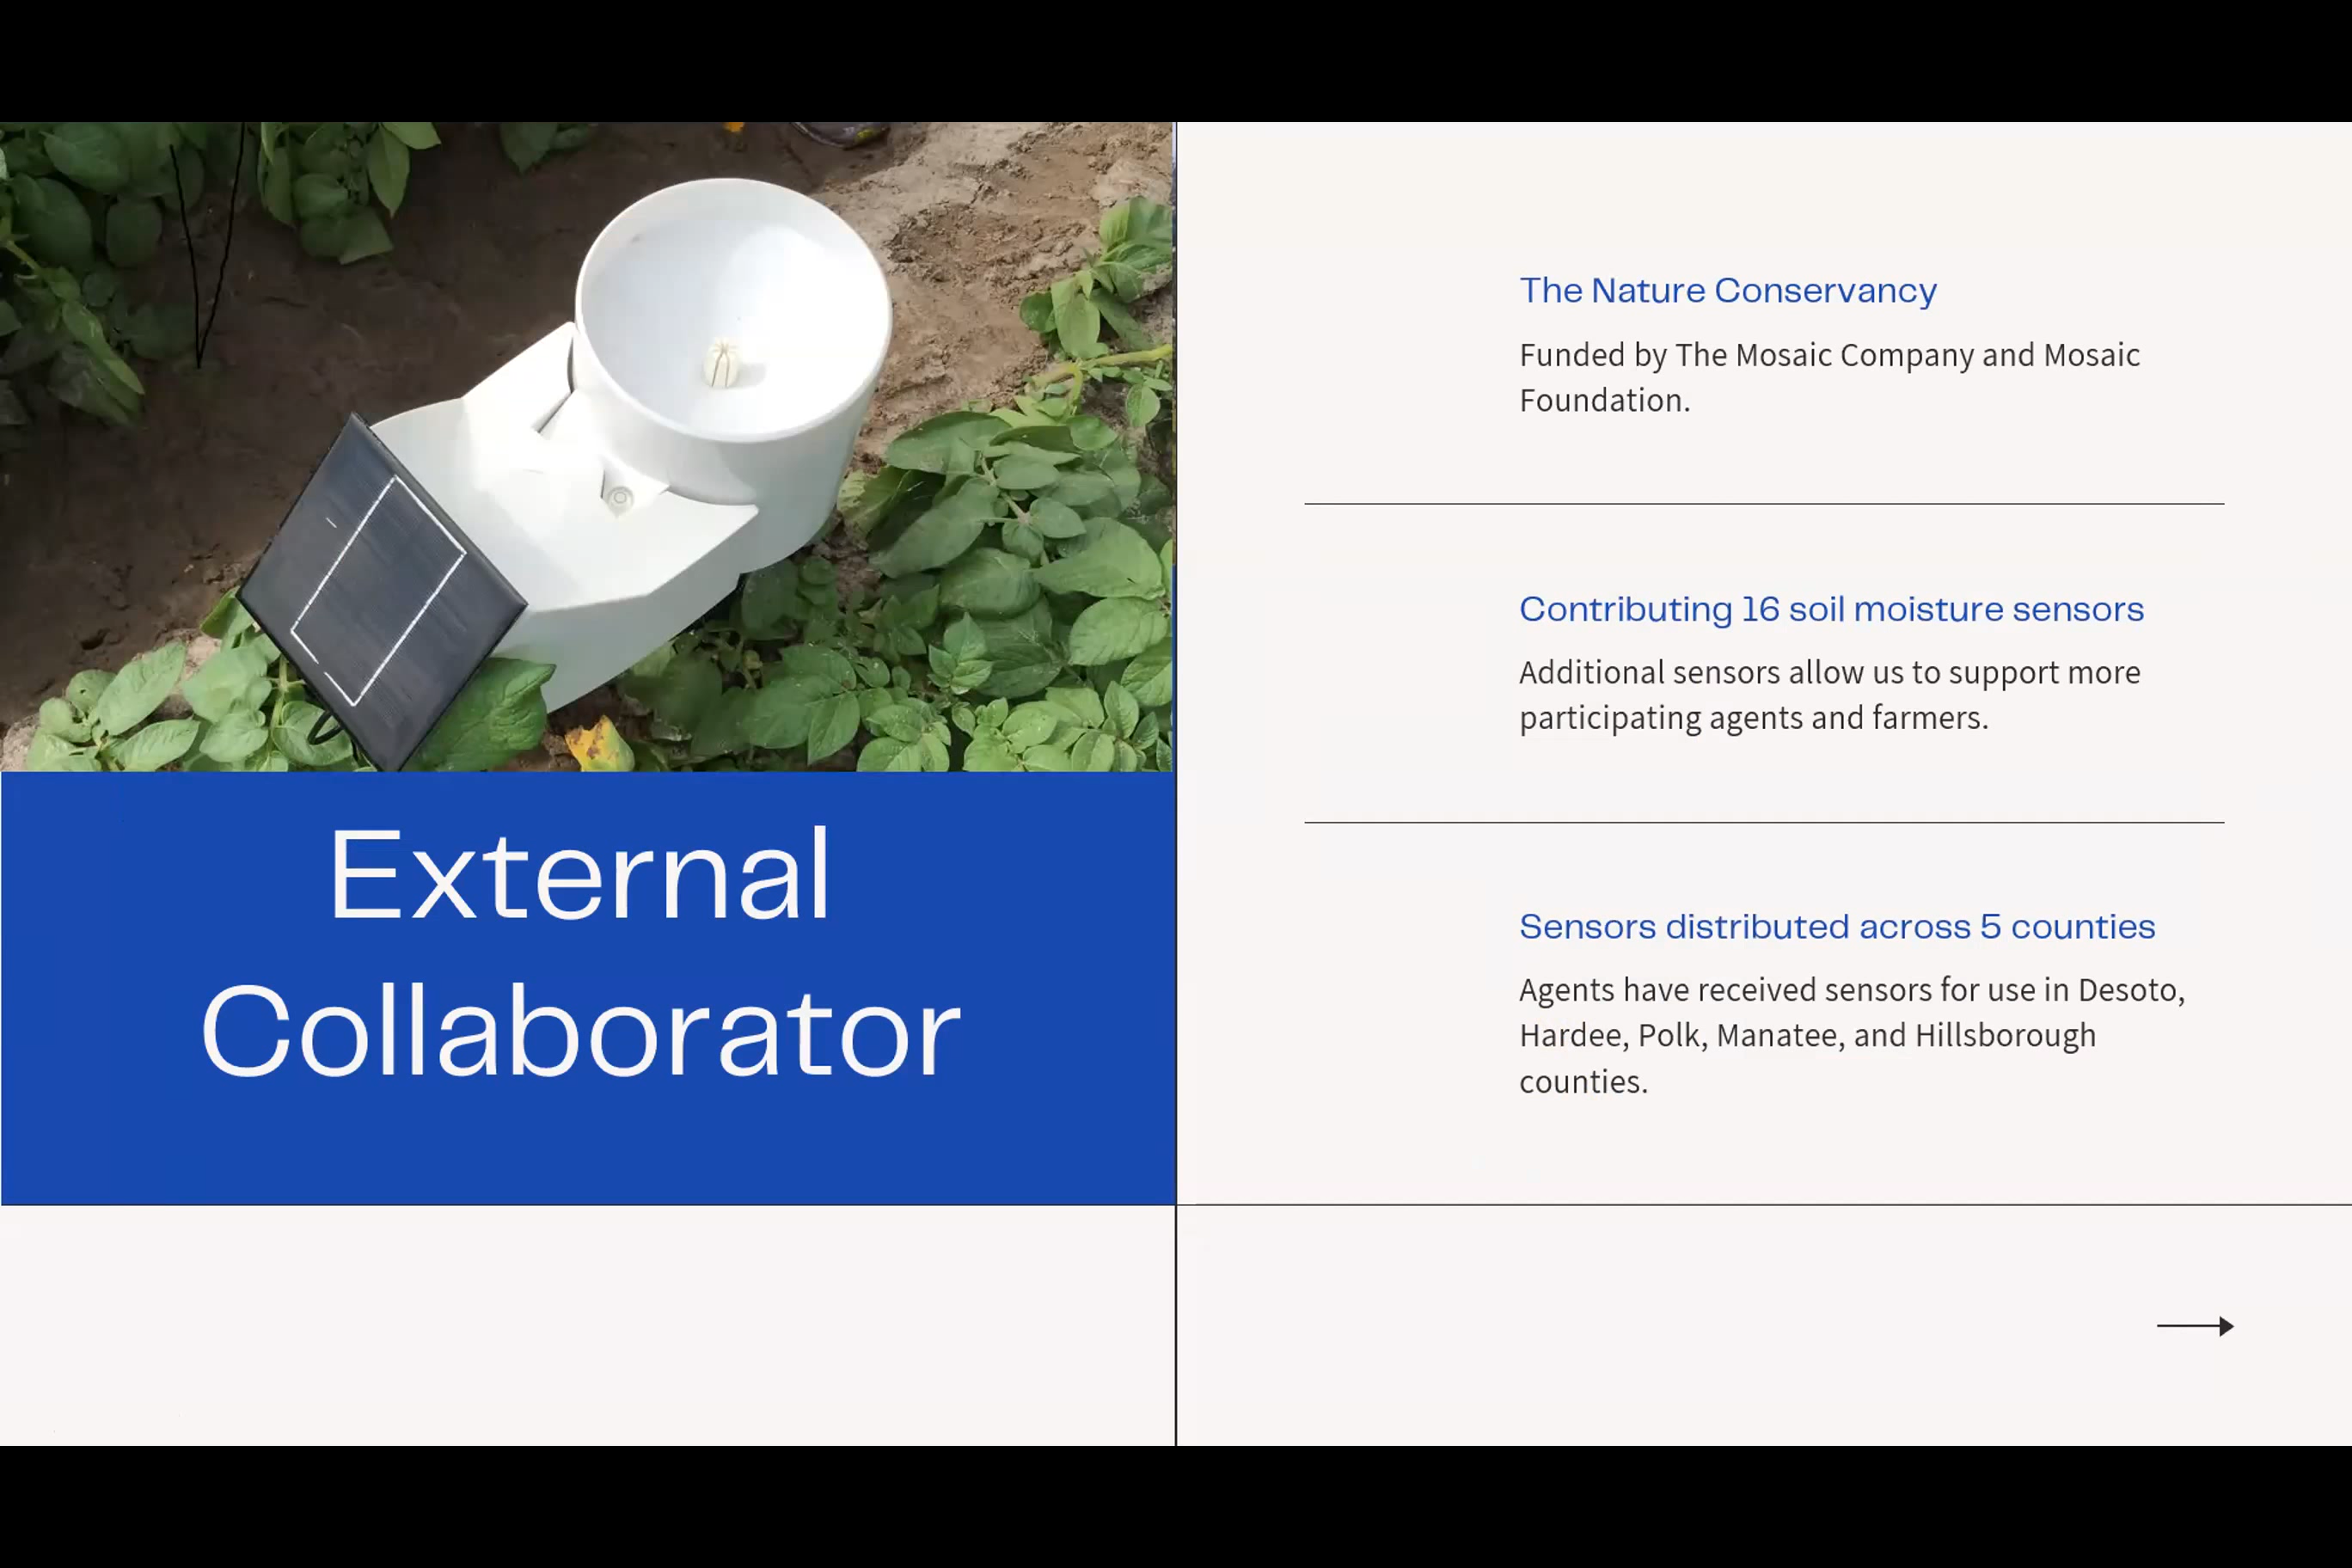 External
Collaborator
The Nature Conservancy
Funded by The Mosaic Company and Mosaic
Foundation.
Contributing 16 soil moisture sensors
Additional sensors allow us to support more
participating agents and farmers.
Sensors distributed across 5 counties
Agents have received sensors for use in Desoto,
Hardee, Polk, Manatee, and Hillsborough
counties.